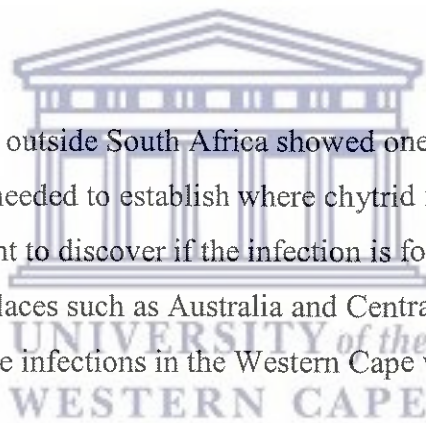 outside South Africa showed one
needed to establish where chytrid
nt to discover if the infection is fo
laces such as Australia and Centra
UNIVERSITY of the
e infections in the Western Cape
WESTERN CAPE